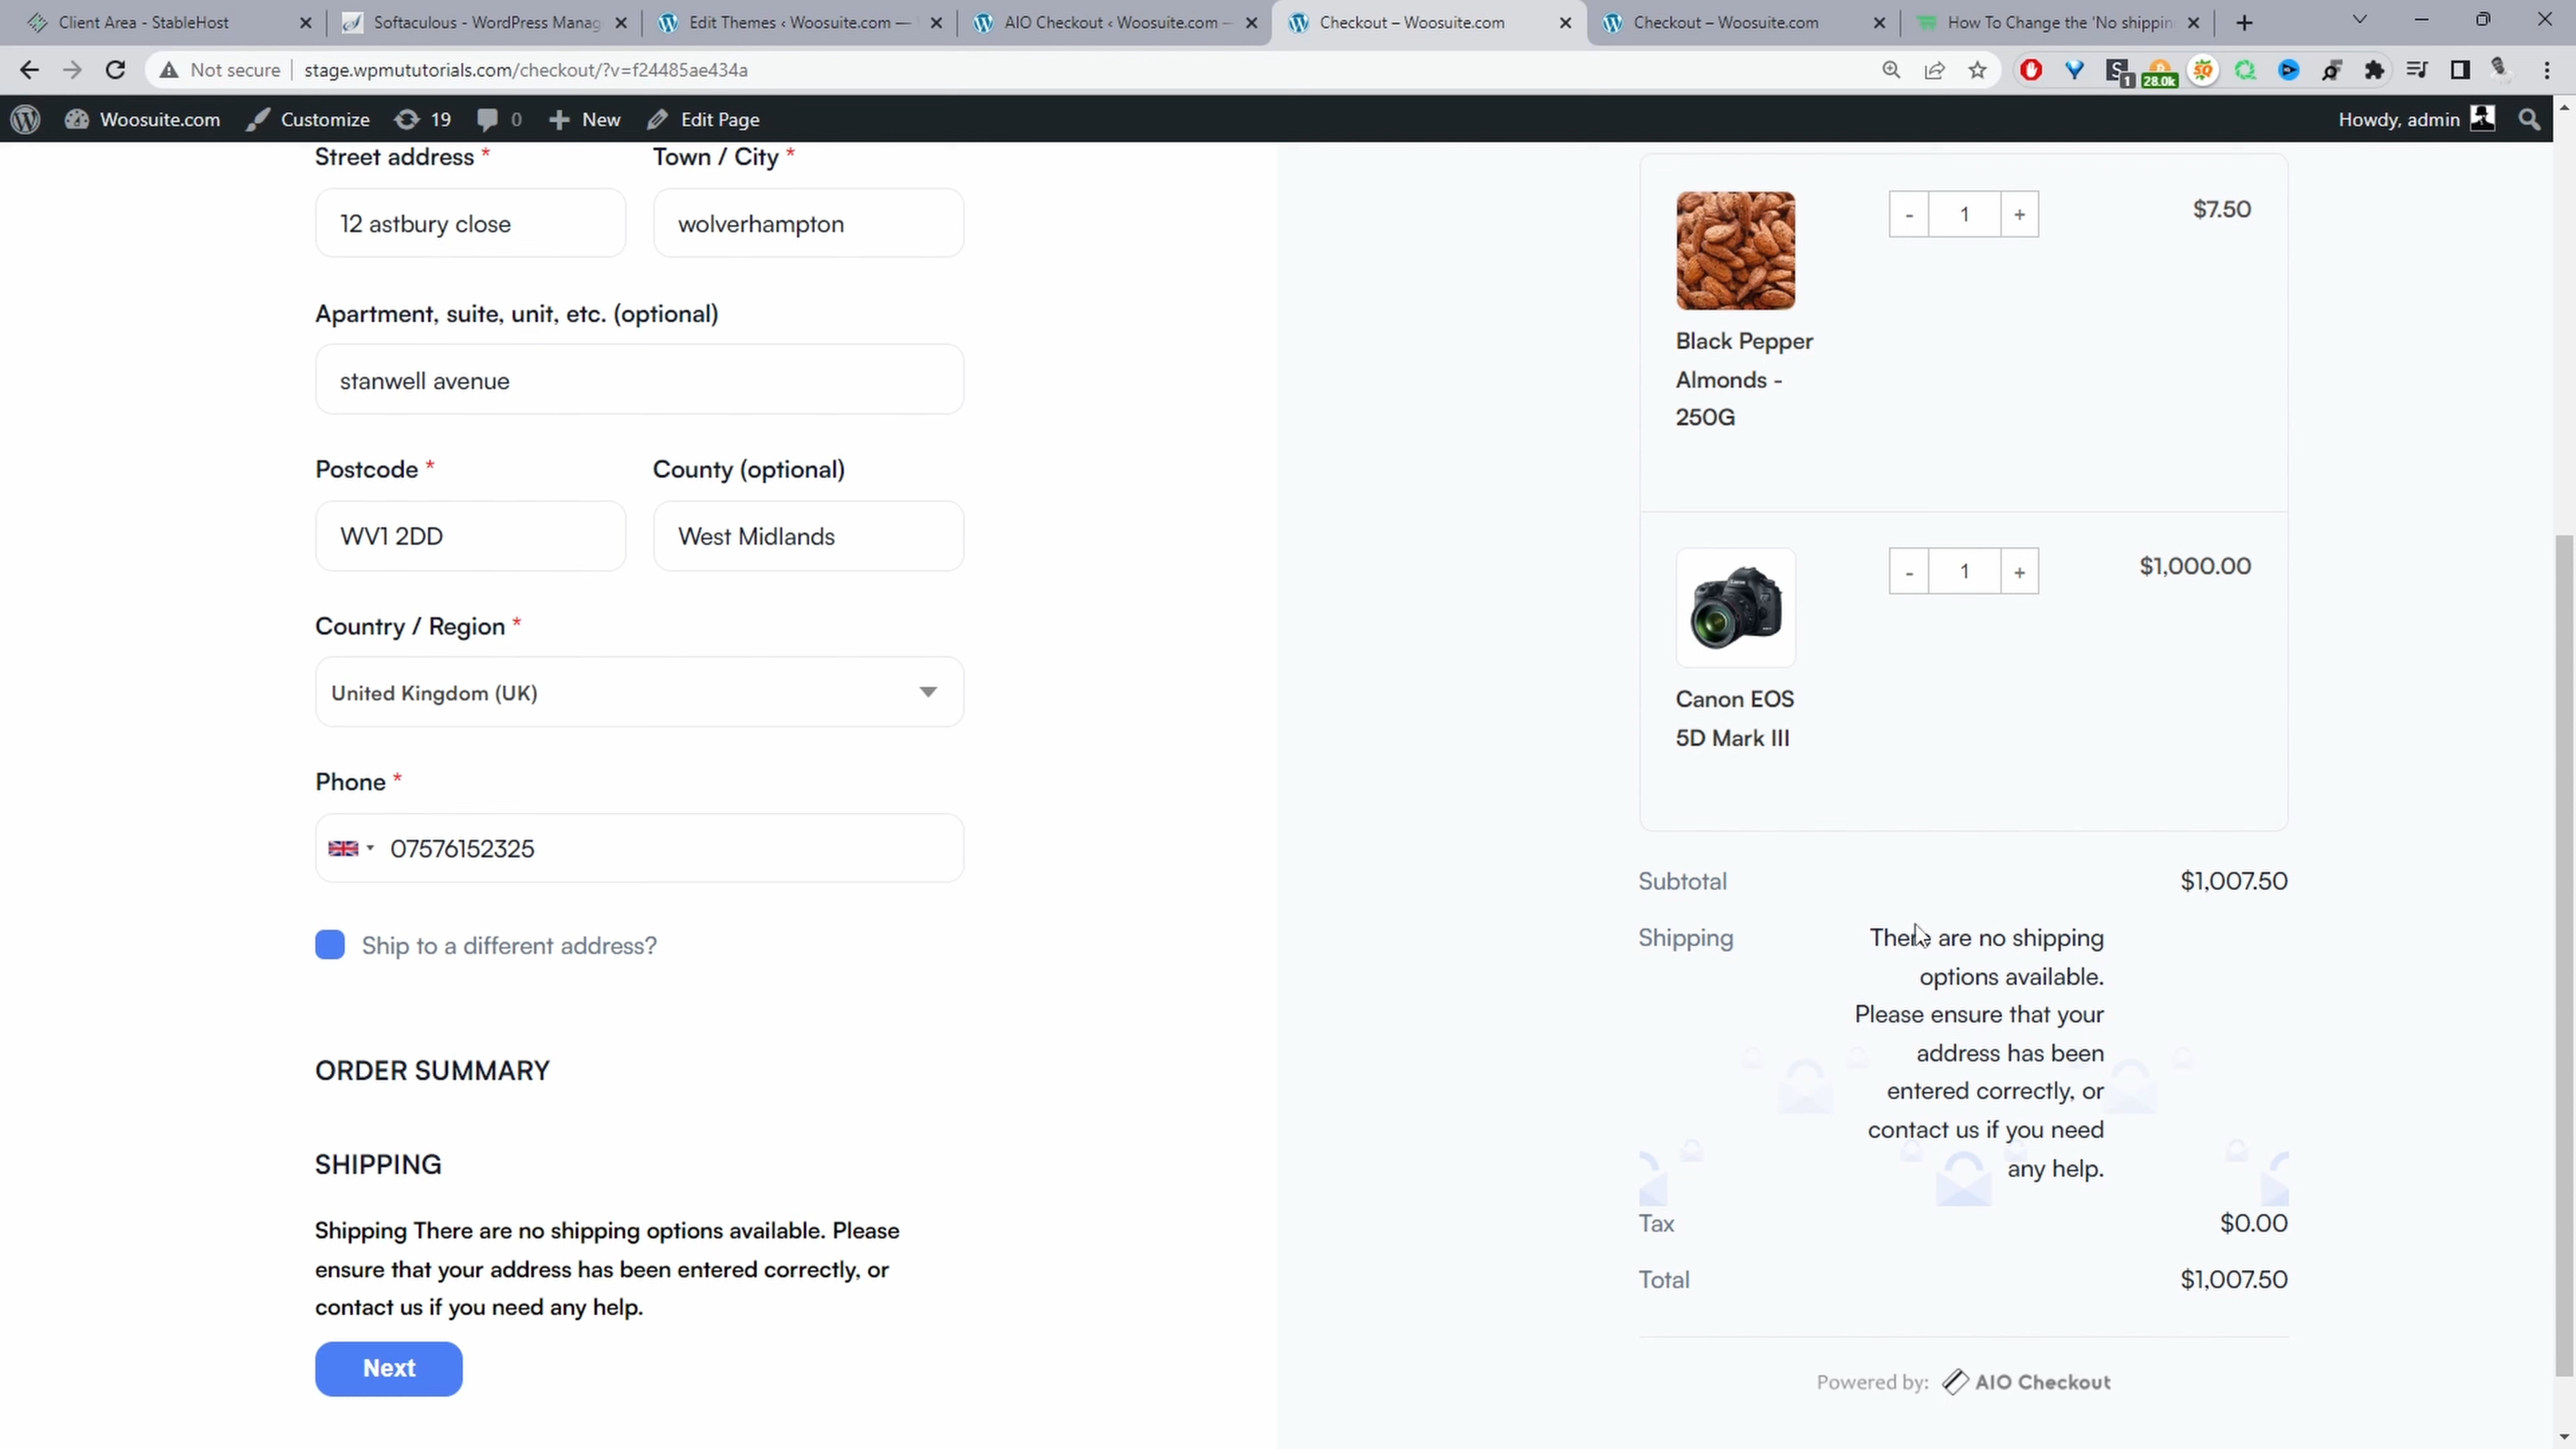 Client Area - StableHost
Softaculous - WordPress Manag
Edit Themes ‹ Woosuite.com —
AIO Checkout ‹ Woosuite.com —
Checkout – Woosuite.com
Checkout – Woosuite.com
How To Change the 'No shippin
Not secure
stage.wpmututorials.com/checkout/?v=f24485ae434a
1
28.0k
Woosuite.com
Customize
19
0
New
Edit Page
Howdy, admin
Street address *
Town / City *
12 astbury close
wolverhampton
Apartment, suite, unit, etc. (optional)
stanwell avenue
Postcode *
County (optional)
WV1 2DD
West Midlands
Country / Region *
United Kingdom (UK)
Phone *
07576152325
Ship to a different address?
ORDER SUMMARY
SHIPPING
Shipping There are no shipping options available. Please
ensure that your address has been entered correctly, or
contact us if you need any help.
Next
- 1 +
$7.50
Black Pepper
Almonds -
250G
- 1 +
$1,000.00
Canon EOS
5D Mark III
Subtotal
$1,007.50
Shipping
There are no shipping
options available.
Please ensure that your
address has been
entered correctly, or
contact us if you need
any help.
Tax
$0.00
Total
$1,007.50
Powered by: AIO Checkout